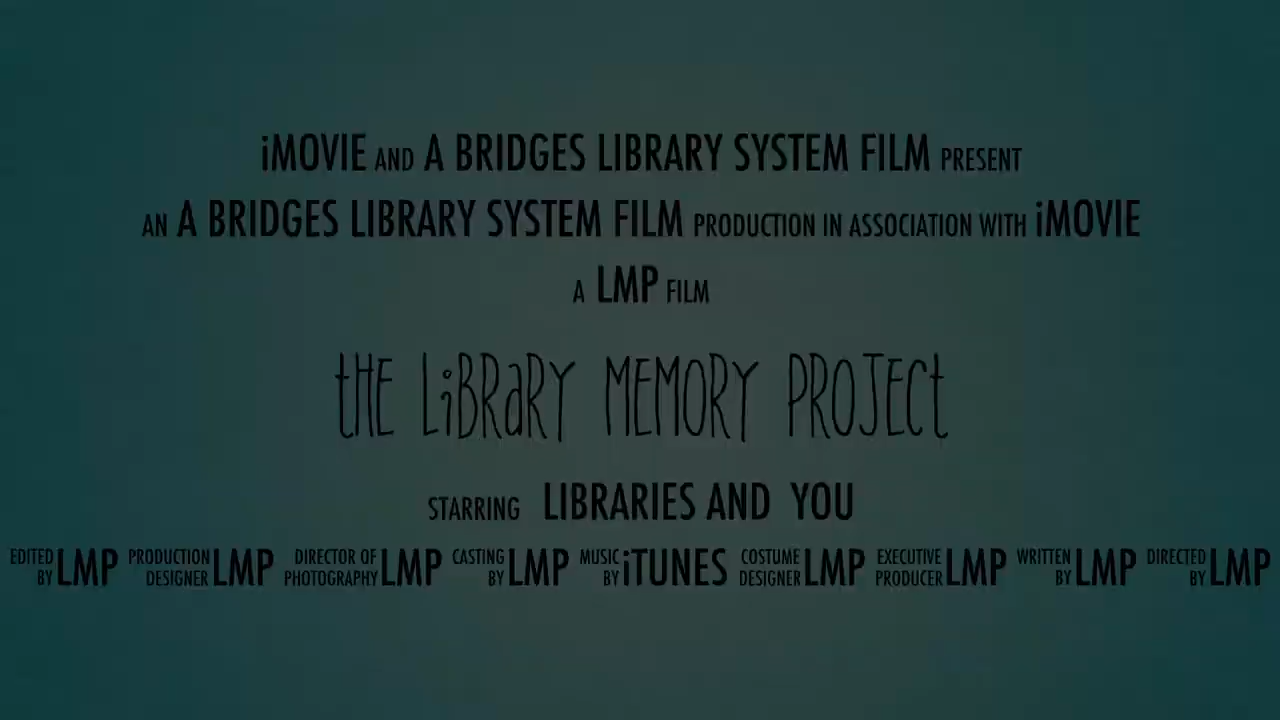 iMOVIE AND A BRIDGES LIBRARY SYSTEM FILM PRESENT
AN A BRIDGES LIBRARY SYSTEM FILM PRODUCTION IN ASSOCIATION WITH iMOVIE
A LMP FILM
tHE LiBRaRY MEMORY PROJECt
STARRING LIBRARIES AND YOU
EDITED BY LMP PRODUCTION DESIGNER LMP DIRECTOR OF PHOTOGRAPHY LMP CASTING BY LMP MUSIC BY iTUNES COSTUME DESIGNER LMP EXECUTIVE PRODUCER LMP WRITTEN BY LMP DIRECTED BY LMP